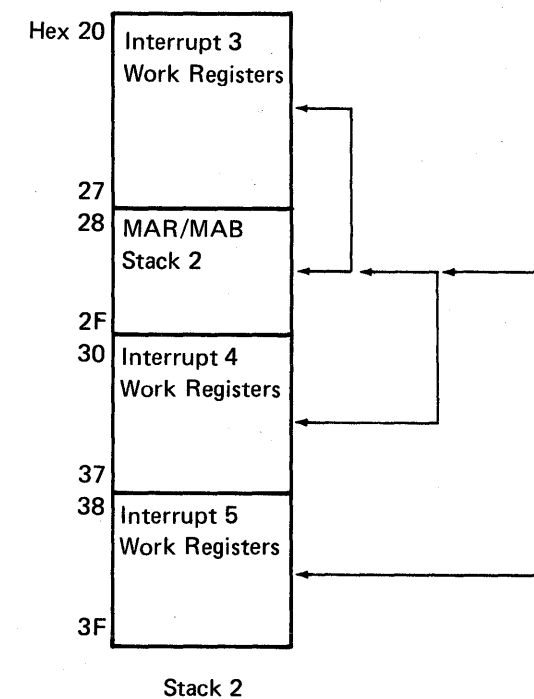 Hex 20
Interrupt 3
Work Registers
27
28
MAR/MAB
Stack 2
2F
30
Interrupt 4
Work Registers
37
38
Interrupt 5
Work Registers
3F
Stack 2